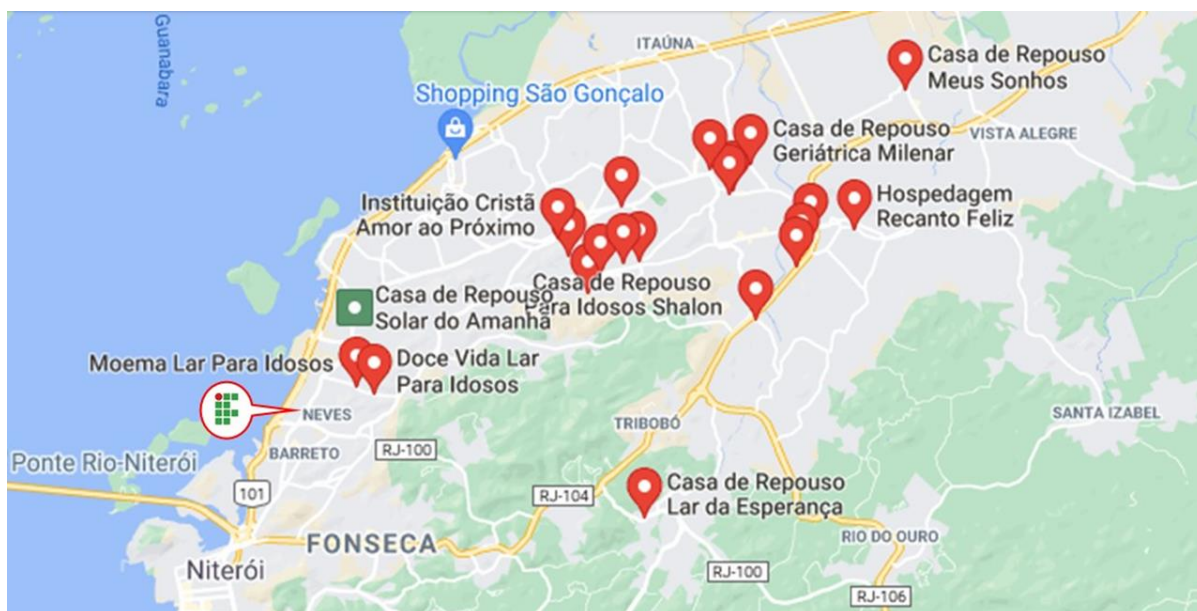 Guanabara
ITAÚNA
Casa de Repouso
Meus Sonhos
Shopping São Gonçalo
Casa de Repouso
Geriátrica Milenar
VISTA ALEGRE
Instituição Cristã
Amor ao Próximo
Hospedagem
Recanto Feliz
Casa de Repouso
Para Idosos Shalon
Casa de Repouso
Solar do Amanhã
Moema Lar Para Idosos
Doce Vida Lar
Para Idosos
NEVES
BARRETO
RJ-100
TRIBOBÓ
SANTA IZABEL
Ponte Rio-Niterói
101
RJ-104
Casa de Repouso
Lar da Esperança
FONSECA
RIO DO OURO
Niterói
RJ-100
RJ-106